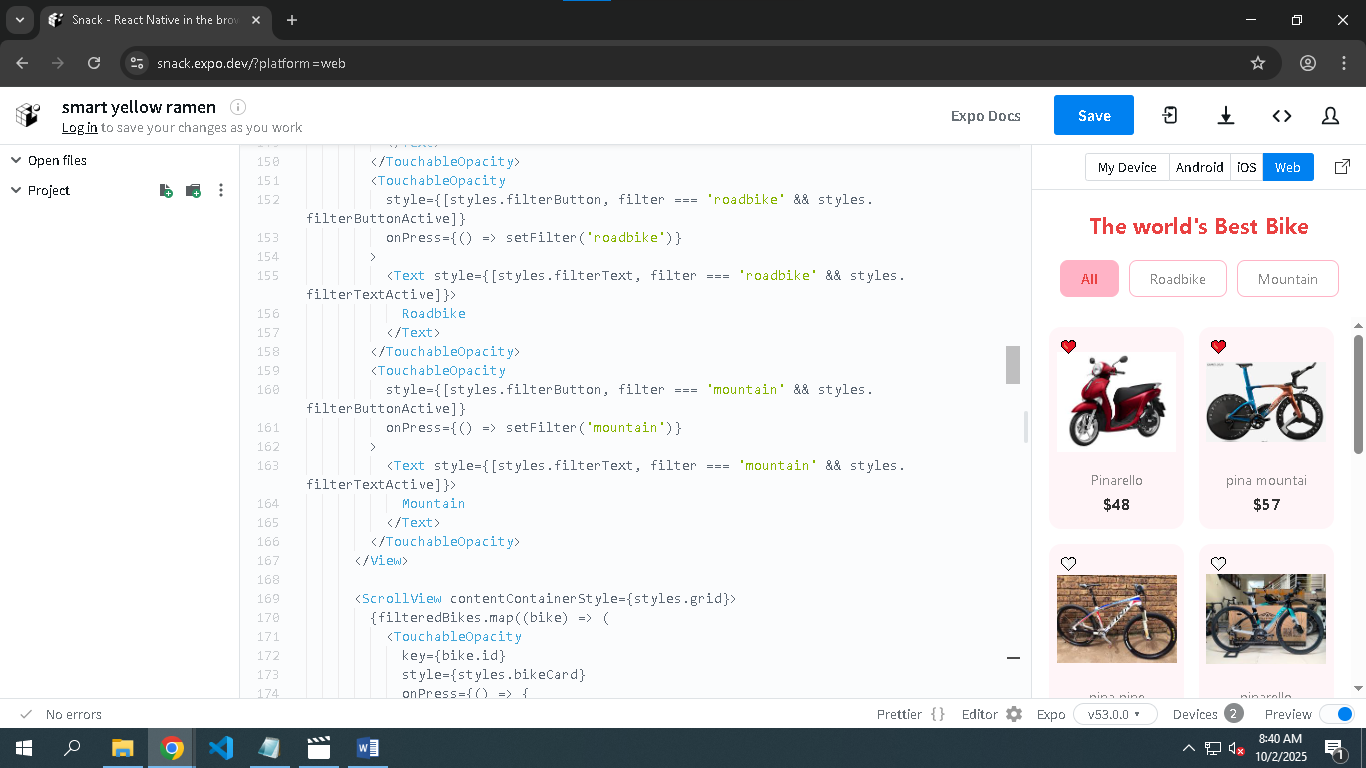 Snack - React Native in the brow
snack.expo.dev/?platform=web
smart yellow ramen
Log in to save your changes as you work
Expo Docs
Save
Open files
Project
150 </TouchableOpacity>
151 <TouchableOpacity
152 style={[styles.filterButton, filter === 'roadbike' && styles.
filterButtonActive]}
153 onPress={() => setFilter('roadbike')}
154 >
155 <Text style={[styles.filterText, filter === 'roadbike' && styles.
filterTextActive]}>
156 Roadbike
157 </Text>
158 </TouchableOpacity>
159 <TouchableOpacity
160 style={[styles.filterButton, filter === 'mountain' && styles.
filterButtonActive]}
161 onPress={() => setFilter('mountain')}
162 >
163 <Text style={[styles.filterText, filter === 'mountain' && styles.
filterTextActive]}>
164 Mountain
165 </Text>
166 </TouchableOpacity>
167 </View>
168
169 <ScrollView contentContainerStyle={styles.grid}>
170 {filteredBikes.map((bike) => (
171 <TouchableOpacity
172 key={bike.id}
173 style={styles.bikeCard}
174 onPress={() => {
My Device Android iOS Web
The world's Best Bike
All Roadbike Mountain
Pinarello
$48
pina mountai
$57
pina pine
pinarello
No errors
Prettier {} Editor Expo v53.0.0 Devices 2 Preview
8:40 AM
10/2/2025
1